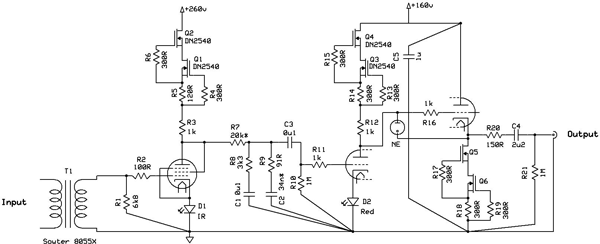 +260v
+160v
Q2
DN2540
R6
300R
Q1
DN2540
R5
120R
R4
300R
R3
1k
Q4
DN2540
R15
300R
Q3
DN2540
R14
300R
R13
300R
C5
3
R12
1k
1k
R16
NE
R7
20k*
C3
0u1
R8
3k3
R9
91R
R11
1k
R10
1M
C1
0u1
C2
34n*
T1
R2
100R
R1
6k8
Input
Sowter 8055X
D1
IR
D2
Red
Q5
R17
300R
Q6
R18
300R
R19
300R
R20
150R
C4
2u2
R21
1M
Output